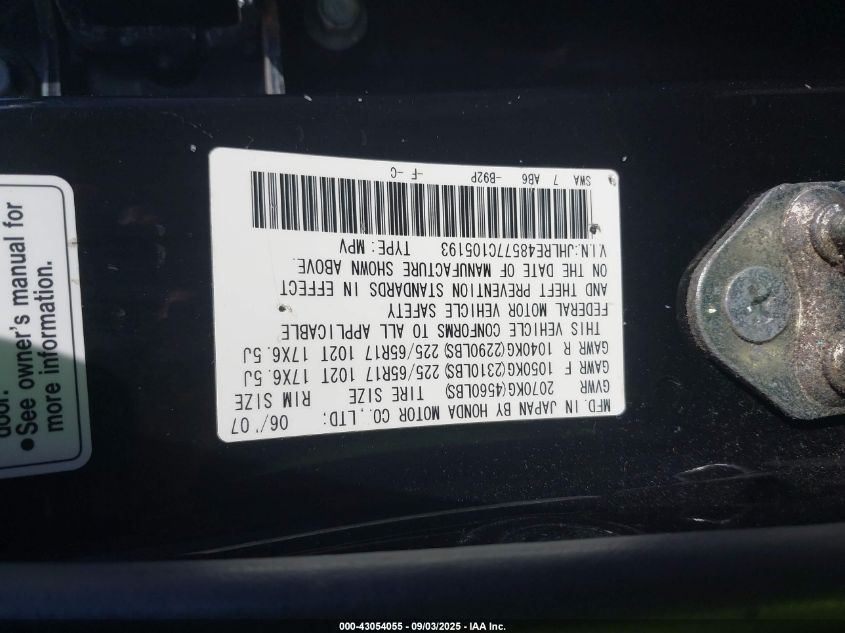 MFD. IN JAPAN BY HONDA MOTOR CO., LTD: 06/'07
GVWR 2070KG(4560LBS) TIRE SIZE RIM SIZE
GAWR F 1050KG(2310LBS) 225/65R17 102T 17X6.5J
GAWR R 1040KG(2290LBS) 225/65R17 102T 17X6.5J
THIS VEHICLE CONFORMS TO ALL APPLICABLE
FEDERAL MOTOR VEHICLE SAFETY
AND THEFT PREVENTION STANDARDS IN EFFECT
ON THE DATE OF MANUFACTURE SHOWN ABOVE.
V.I.N:JHLRE48577C105193 TYPE:MPV
SWA 7 AB6 -B92P -F -C
door.
•See owner's manual for
more information.
000-43054055 - 09/03/2025 - IAA Inc.